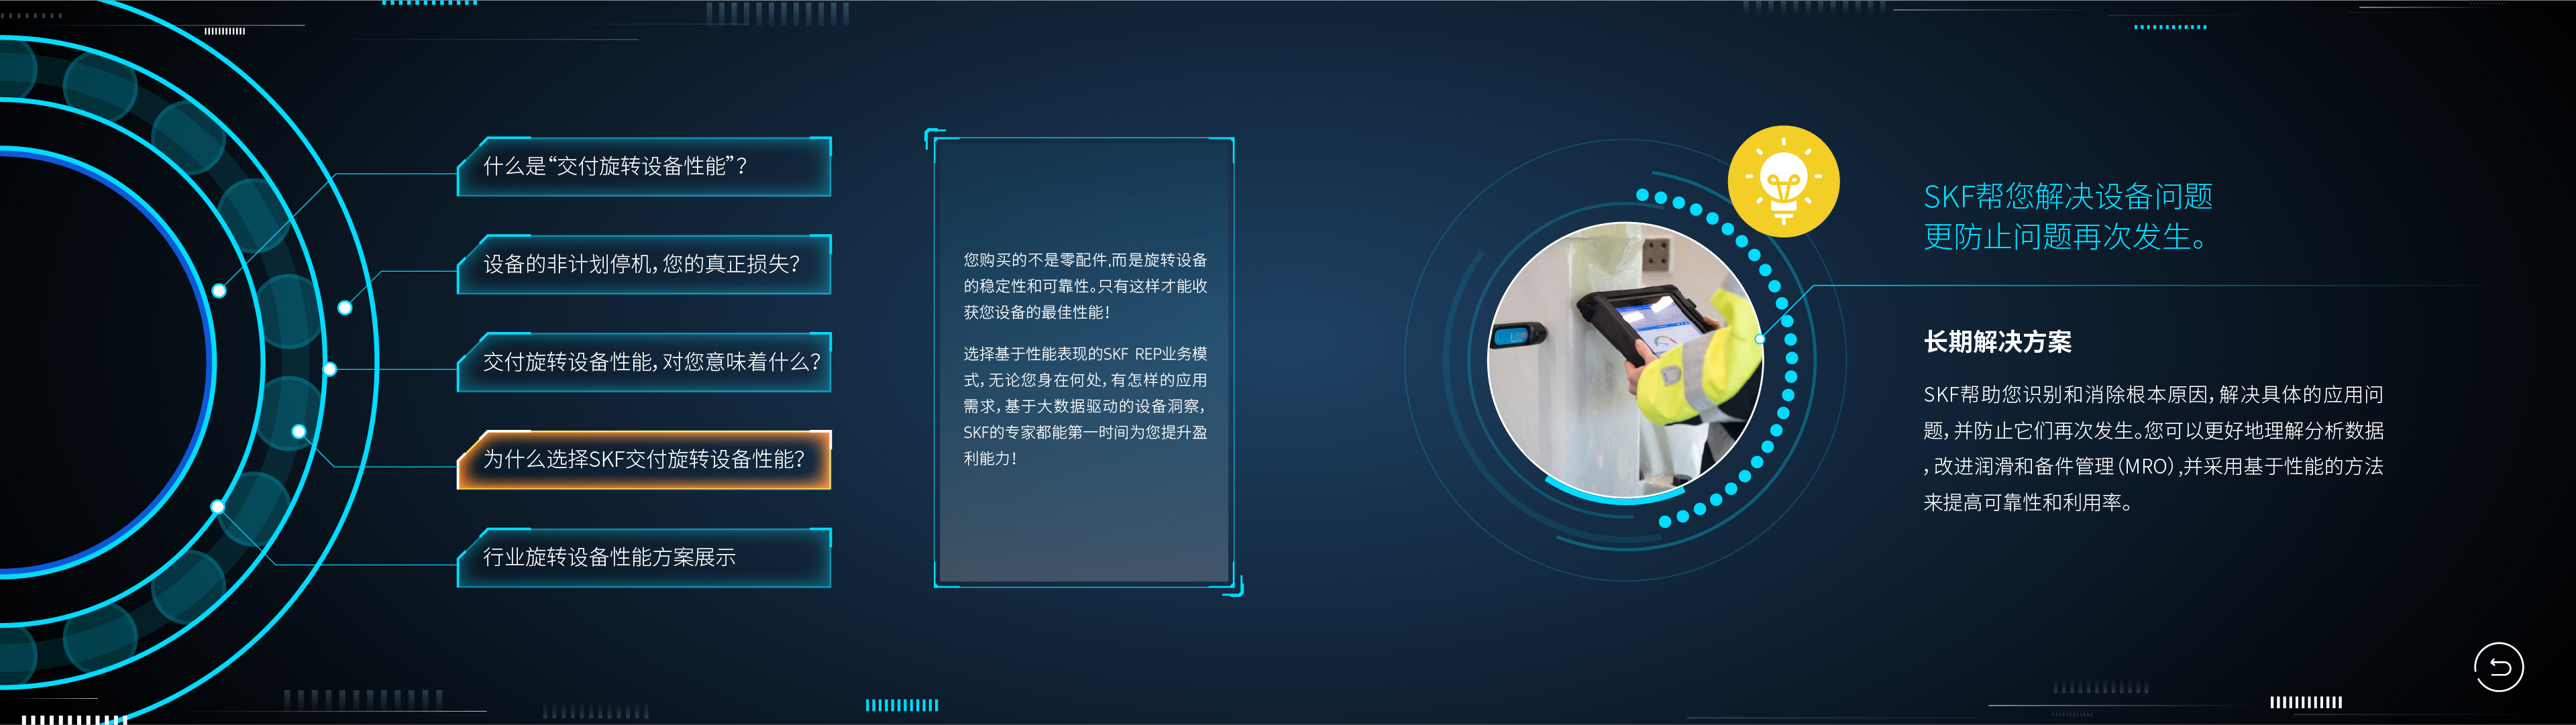 什么是“交付旋转设备性能”？
设备的非计划停机，您的真正损失？
交付旋转设备性能，对您意味着什么？
为什么选择SKF交付旋转设备性能？
行业旋转设备性能方案展示
您购买的不是零配件,而是旋转设备
的稳定性和可靠性。只有这样才能收
获您设备的最佳性能！
选择基于性能表现的SKF REP业务模
式，无论您身在何处，有怎样的应用
需求，基于大数据驱动的设备洞察，
SKF的专家都能第一时间为您提升盈
利能力！
SKF帮您解决设备问题
更防止问题再次发生。
长期解决方案
SKF帮助您识别和消除根本原因，解决具体的应用问
题，并防止它们再次发生。您可以更好地理解分析数据
，改进润滑和备件管理（MRO）,并采用基于性能的方法
来提高可靠性和利用率。